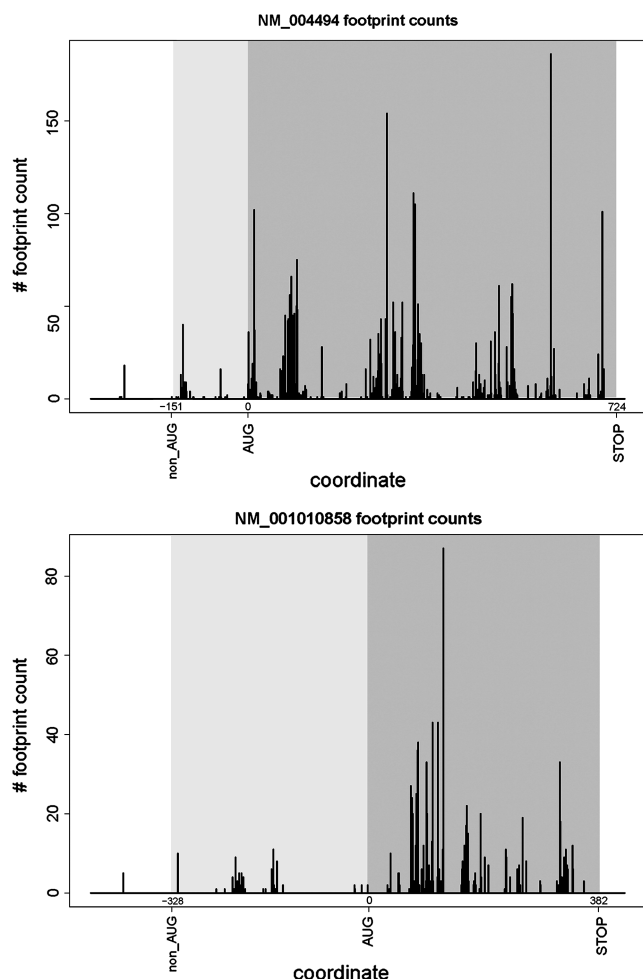 NM_004494 footprint counts
# footprint count
150
100
50
0
−151
0
724
non_AUG
AUG
STOP
coordinate
NM_001010858 footprint counts
# footprint count
80
60
40
20
0
−328
0
382
non_AUG
AUG
STOP
coordinate